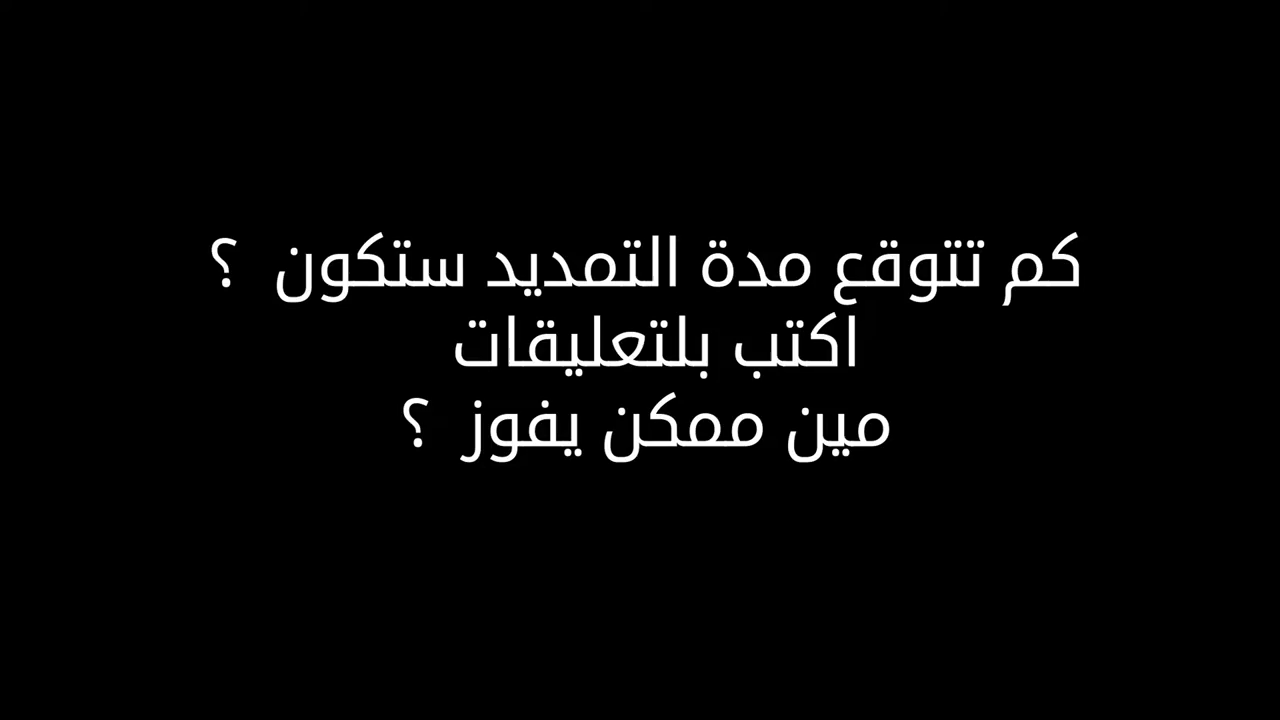 كم تتوقع مدة التمديد ستكون ؟
اكتب بلتعليقات
مين ممكن يفوز ؟